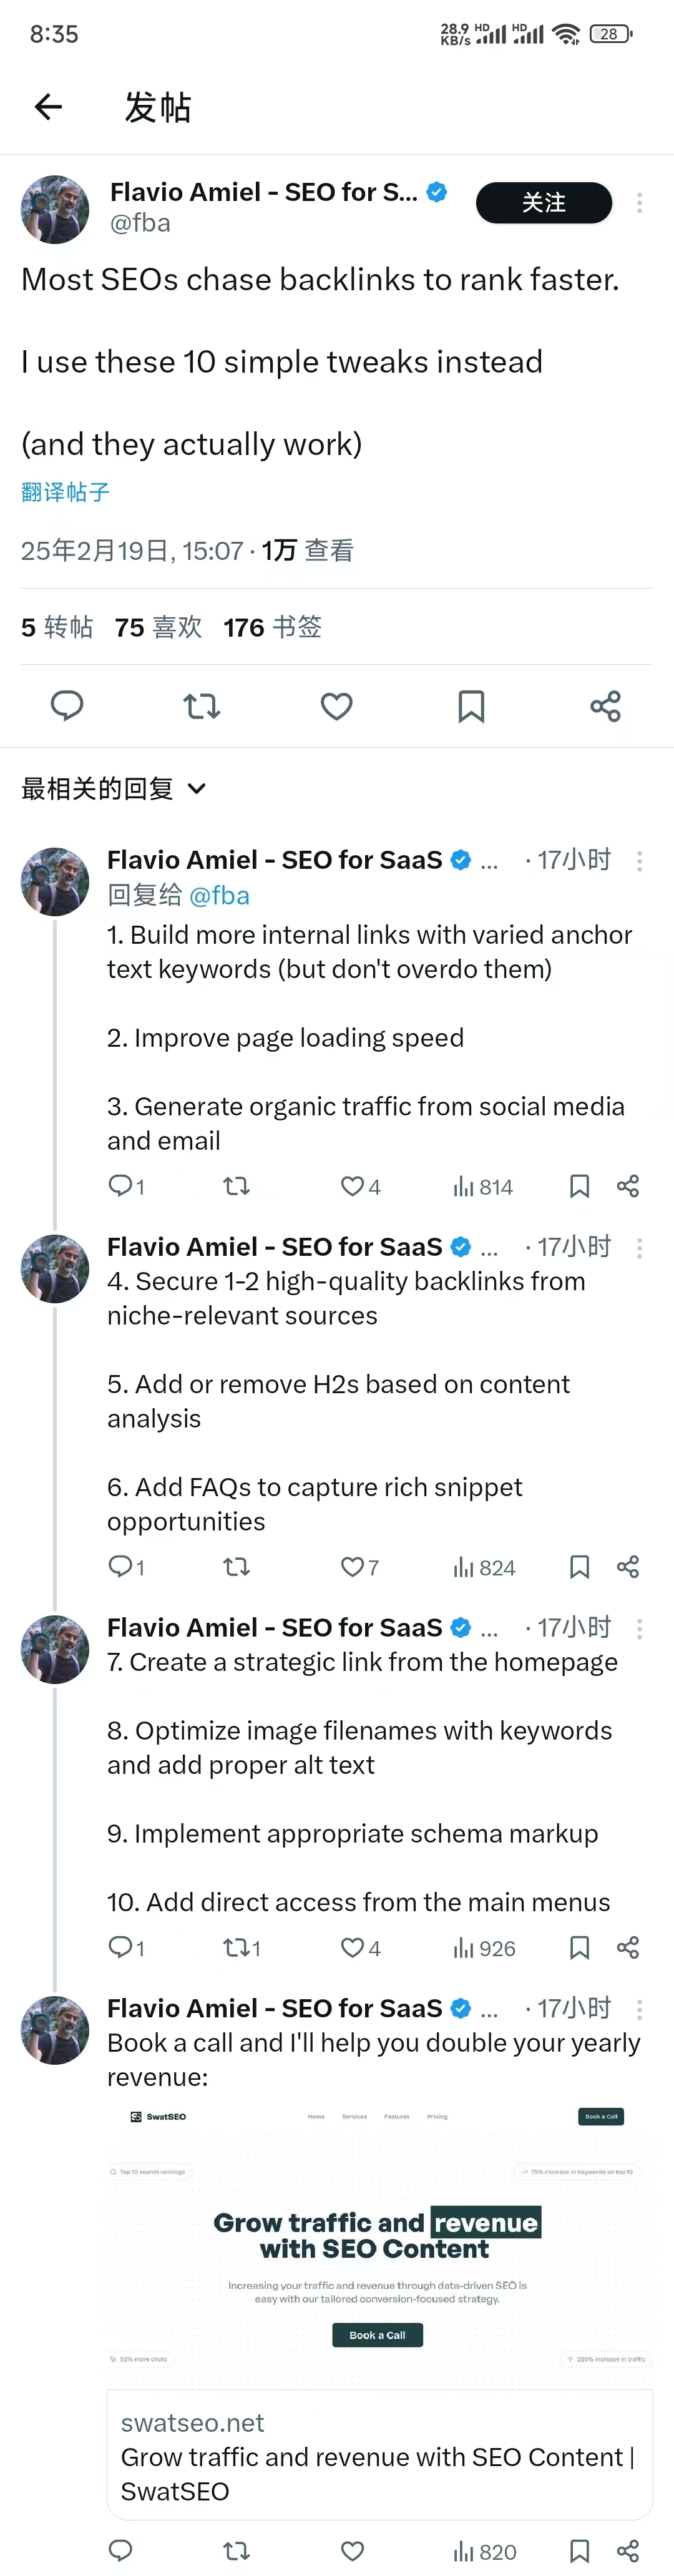 8:35
28.9 KB/s HD HD 28
发帖
Flavio Amiel - SEO for S...
关注
@fba
Most SEOs chase backlinks to rank faster.
I use these 10 simple tweaks instead
(and they actually work)
翻译帖子
25年2月19日, 15:07 · 1万 查看
5 转帖 75 喜欢 176 书签
最相关的回复
Flavio Amiel - SEO for SaaS ... · 17小时
回复给 @fba
1. Build more internal links with varied anchor
text keywords (but don't overdo them)
2. Improve page loading speed
3. Generate organic traffic from social media
and email
1 4 814
Flavio Amiel - SEO for SaaS ... · 17小时
4. Secure 1-2 high-quality backlinks from
niche-relevant sources
5. Add or remove H2s based on content
analysis
6. Add FAQs to capture rich snippet
opportunities
1 7 824
Flavio Amiel - SEO for SaaS ... · 17小时
7. Create a strategic link from the homepage
8. Optimize image filenames with keywords
and add proper alt text
9. Implement appropriate schema markup
10. Add direct access from the main menus
1 1 4 926
Flavio Amiel - SEO for SaaS ... · 17小时
Book a call and I'll help you double your yearly
revenue:
SwatSEO Home Services Features Pricing Book a Call
Top 10 search rankings 75% increase in keywords on top 10
Grow traffic and revenue
with SEO Content
Increasing your traffic and revenue through data-driven SEO is
easy with our tailored conversion-focused strategy.
Book a Call
52% more clicks 255% increase in traffic
swatseo.net
Grow traffic and revenue with SEO Content |
SwatSEO
820